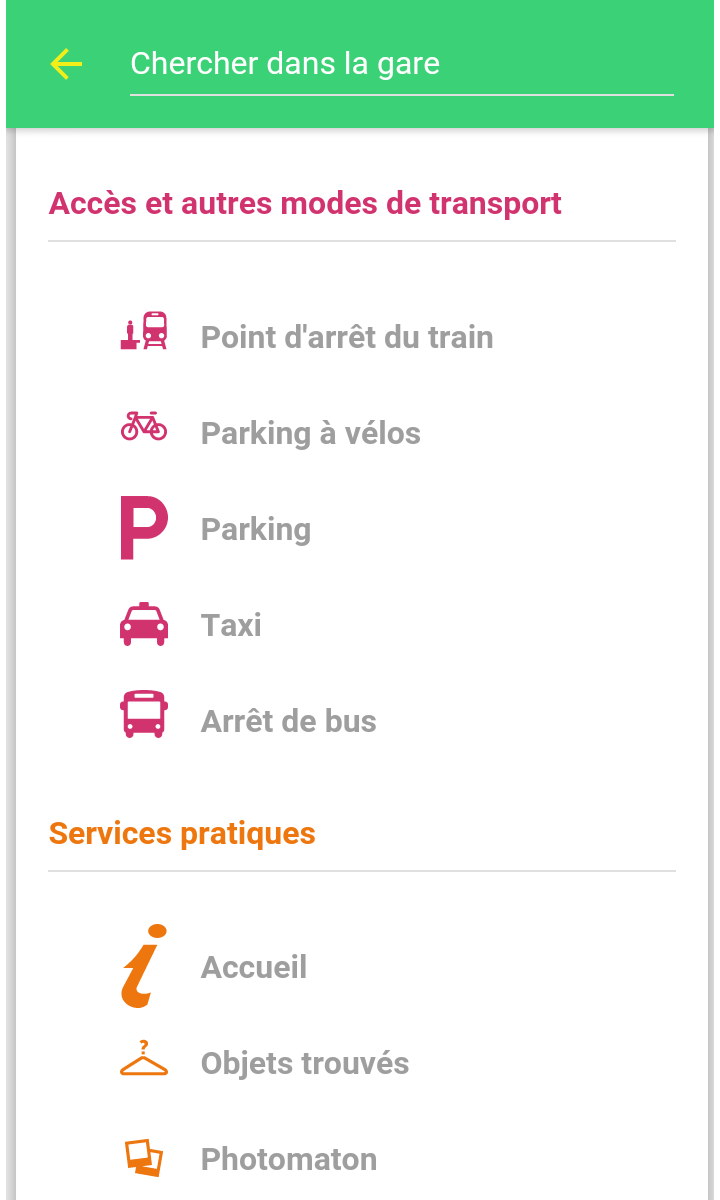 Chercher dans la gare
Accès et autres modes de transport
Point d'arrêt du train
Parking à vélos
P Parking
Taxi
Arrêt de bus
Services pratiques
i Accueil
? Objets trouvés
Photomaton